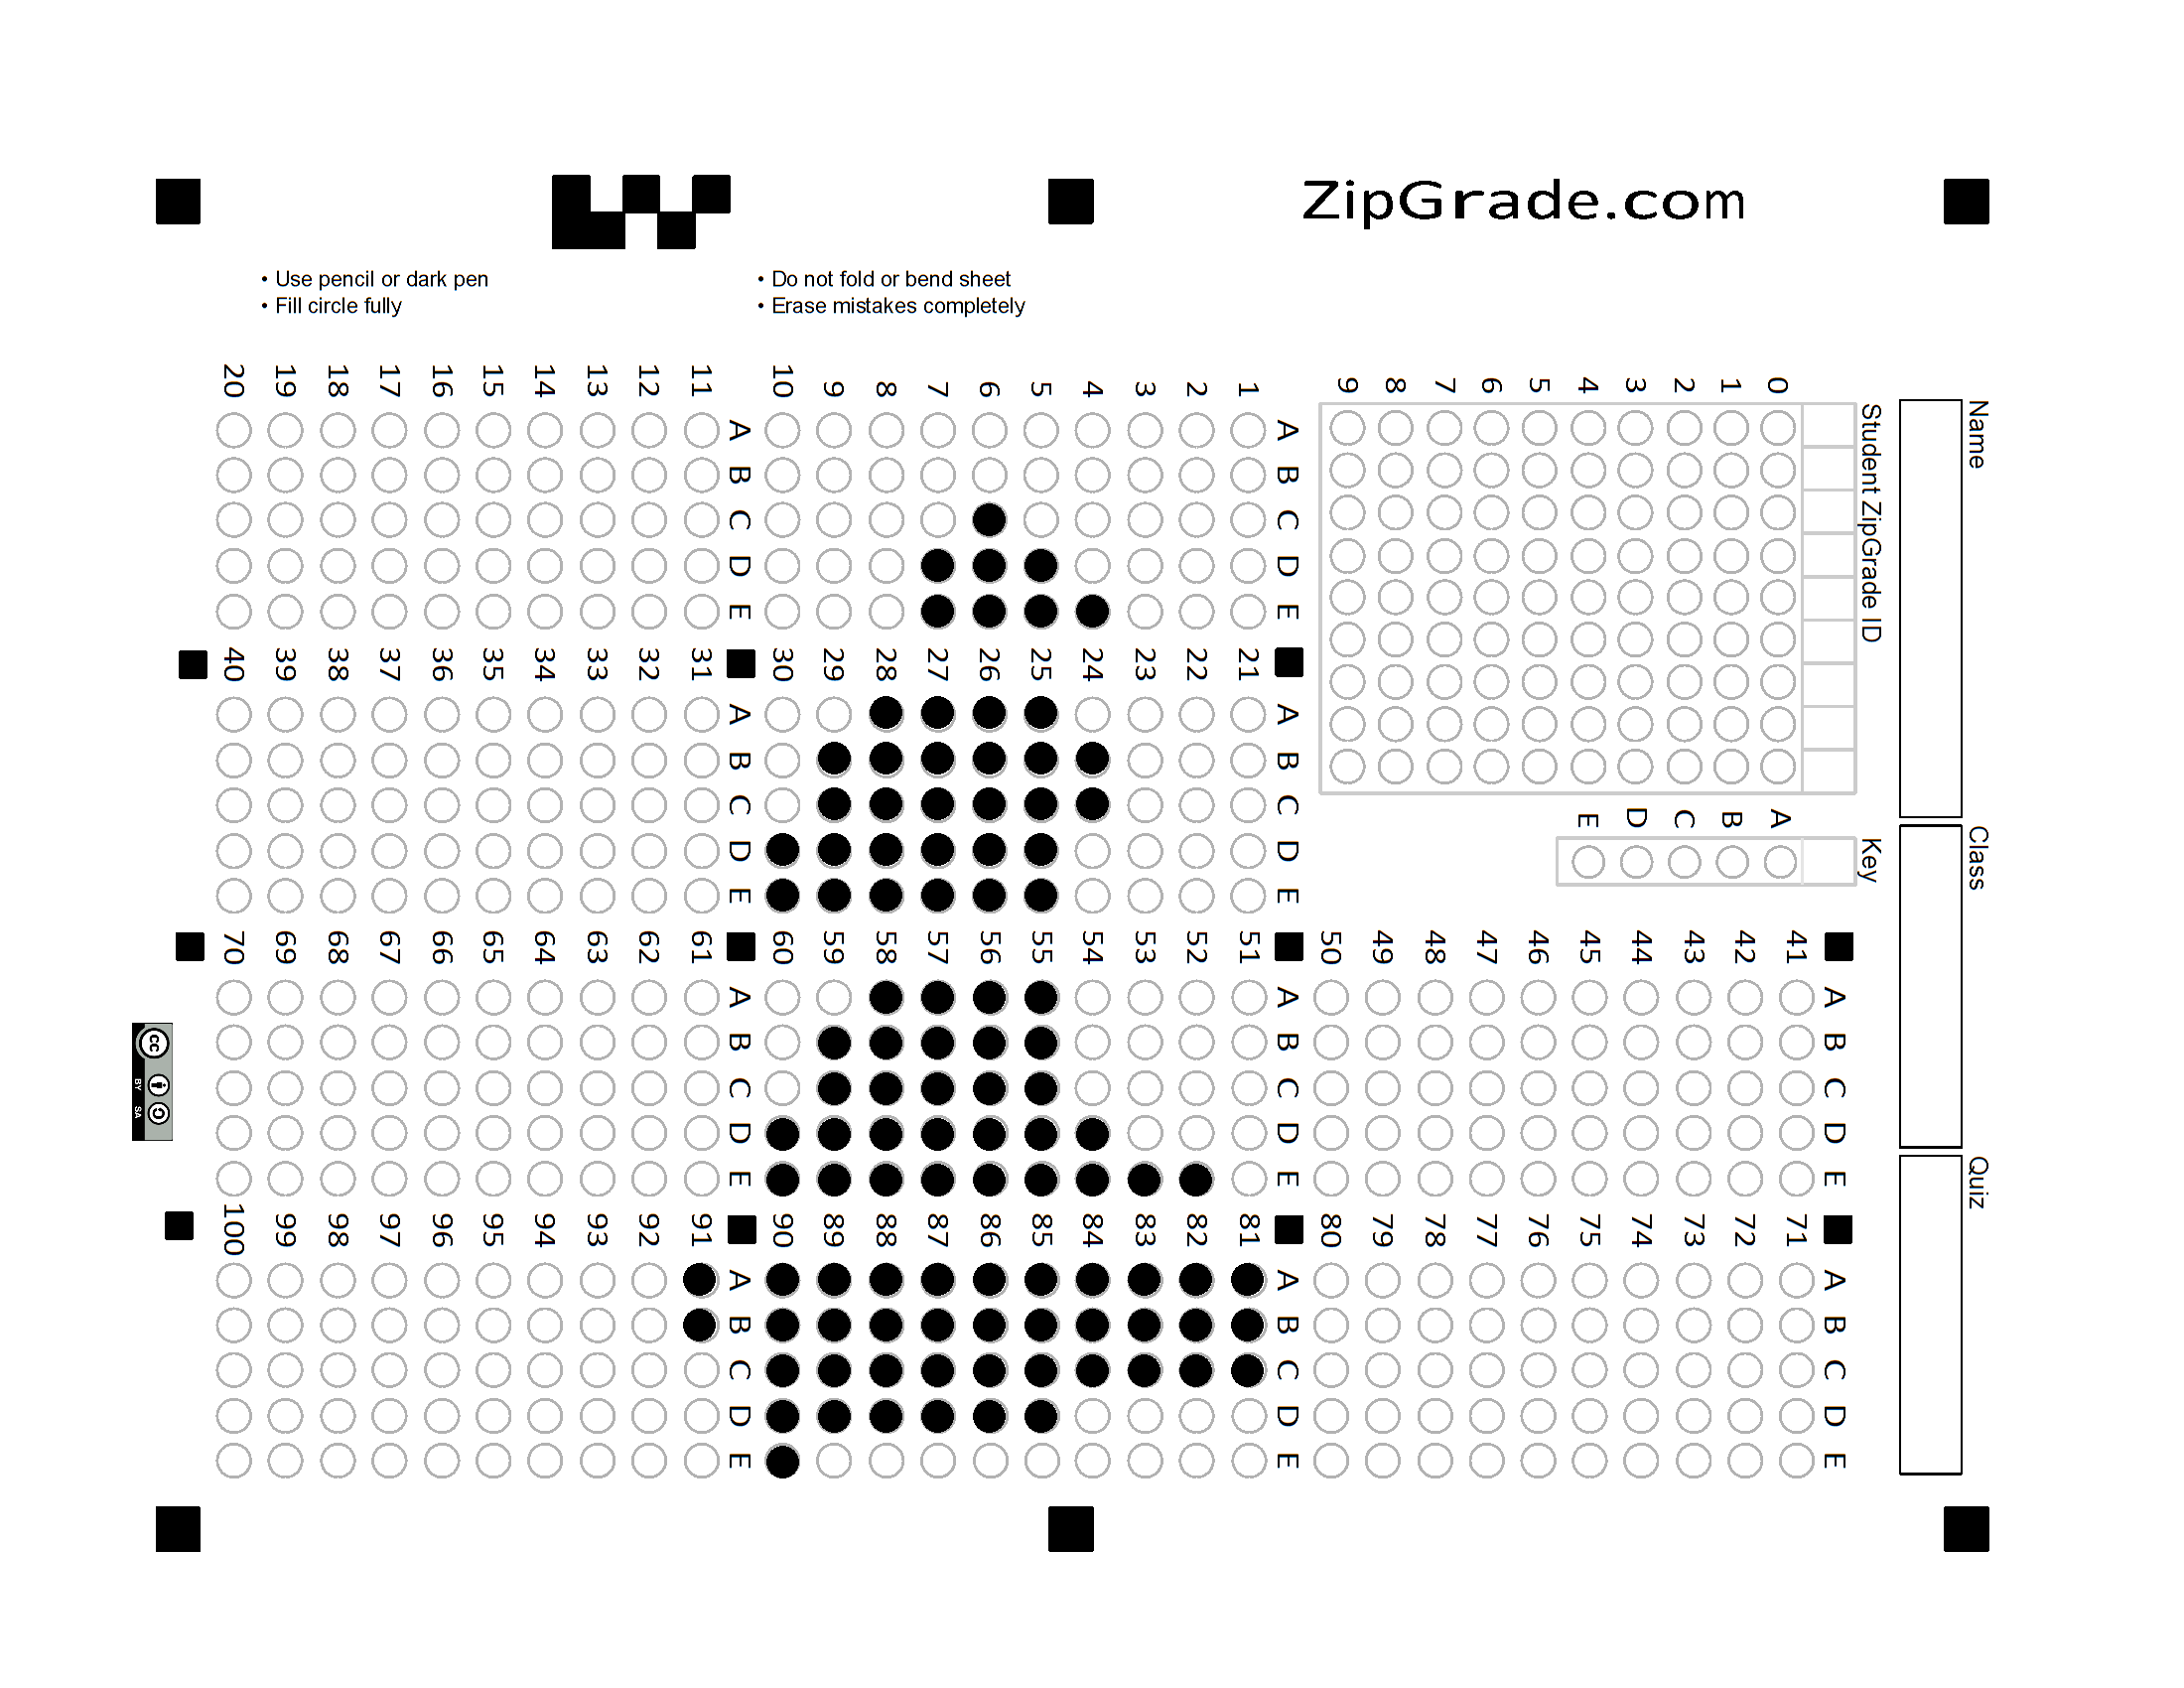 ZipGrade.com
• Use pencil or dark pen
• Fill circle fully
• Do not fold or bend sheet
• Erase mistakes completely
Name
Class
Quiz
Student ZipGrade ID
0 1 2 3 4 5 6 7 8 9
Key
A B C D E
1 2 3 4 5 6 7 8 9 10
A B C D E
11 12 13 14 15 16 17 18 19 20
A B C D E
21 22 23 24 25 26 27 28 29 30
A B C D E
31 32 33 34 35 36 37 38 39 40
A B C D E
41 42 43 44 45 46 47 48 49 50
A B C D E
51 52 53 54 55 56 57 58 59 60
A B C D E
61 62 63 64 65 66 67 68 69 70
A B C D E
71 72 73 74 75 76 77 78 79 80
A B C D E
81 82 83 84 85 86 87 88 89 90
A B C D E
91 92 93 94 95 96 97 98 99 100
A B C D E
cc
BY SA